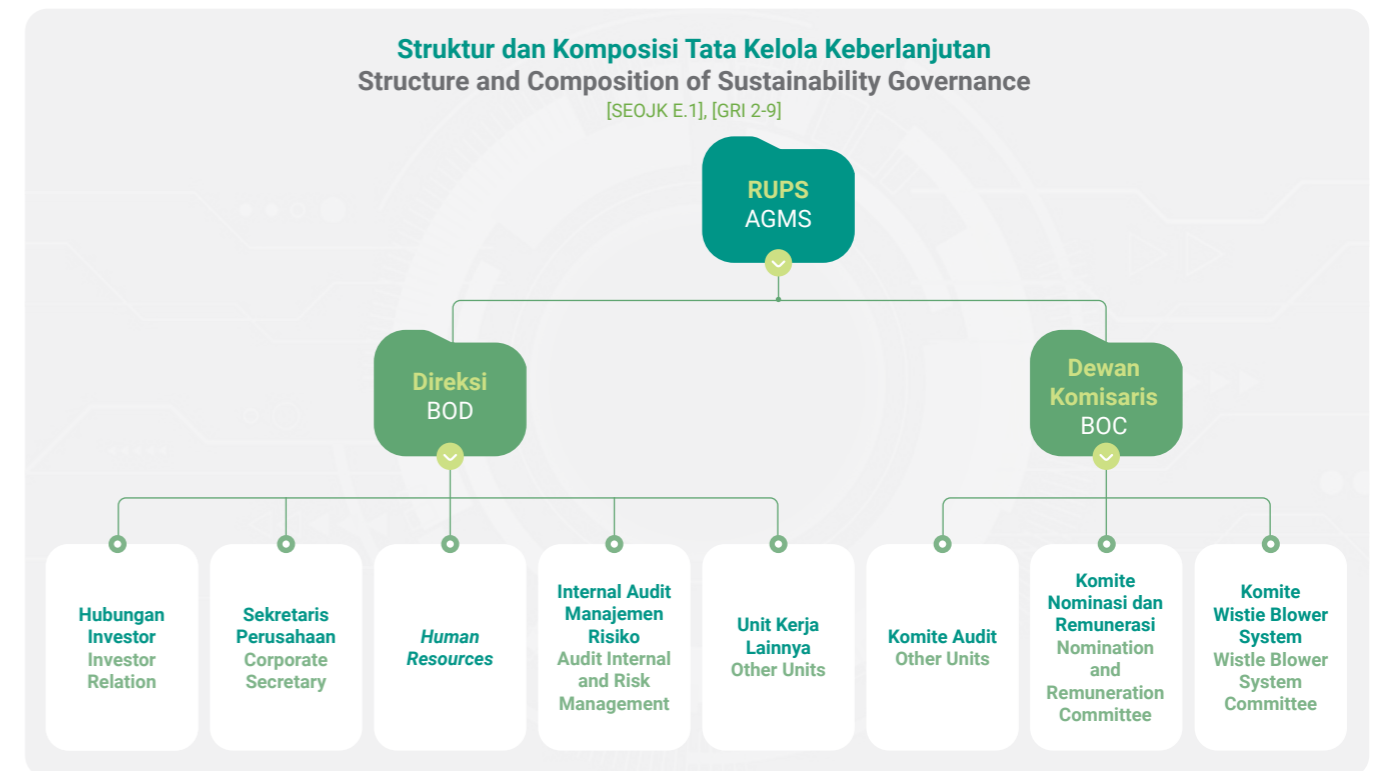 Struktur dan Komposisi Tata Kelola Keberlanjutan
Structure and Composition of Sustainability Governance
[SEOJK E.1], [GRI 2-9]
RUPS
AGMS
Direksi
BOD
Dewan
Komisaris
BOC
Hubungan
Investor
Investor
Relation
Sekretaris
Perusahaan
Corporate
Secretary
Human
Resources
Internal Audit
Manajemen
Risiko
Audit Internal
and Risk
Management
Unit Kerja
Lainnya
Other Units
Komite Audit
Other Units
Komite
Nominasi dan
Remunerasi
Nomination
and
Remuneration
Committee
Komite
Wistie Blower
System
Wistle Blower
System
Committee